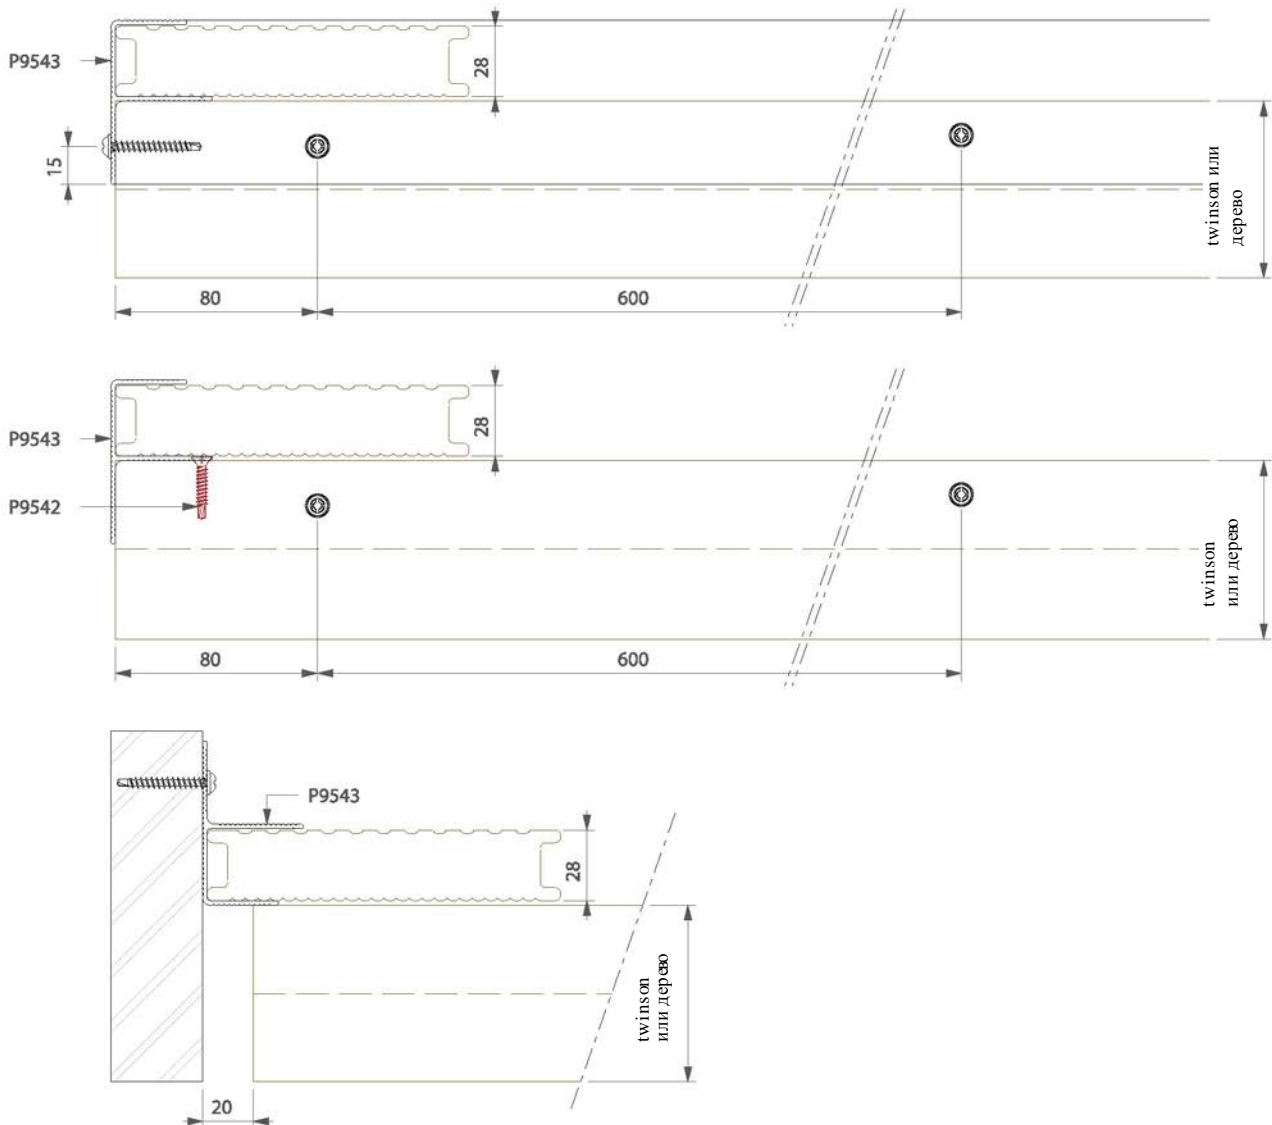 P9543
28
15
twinson или
дерево
80
600
P9543
28
P9542
twinson
или дерево
80
600
P9543
28
twinson
или дерево
20